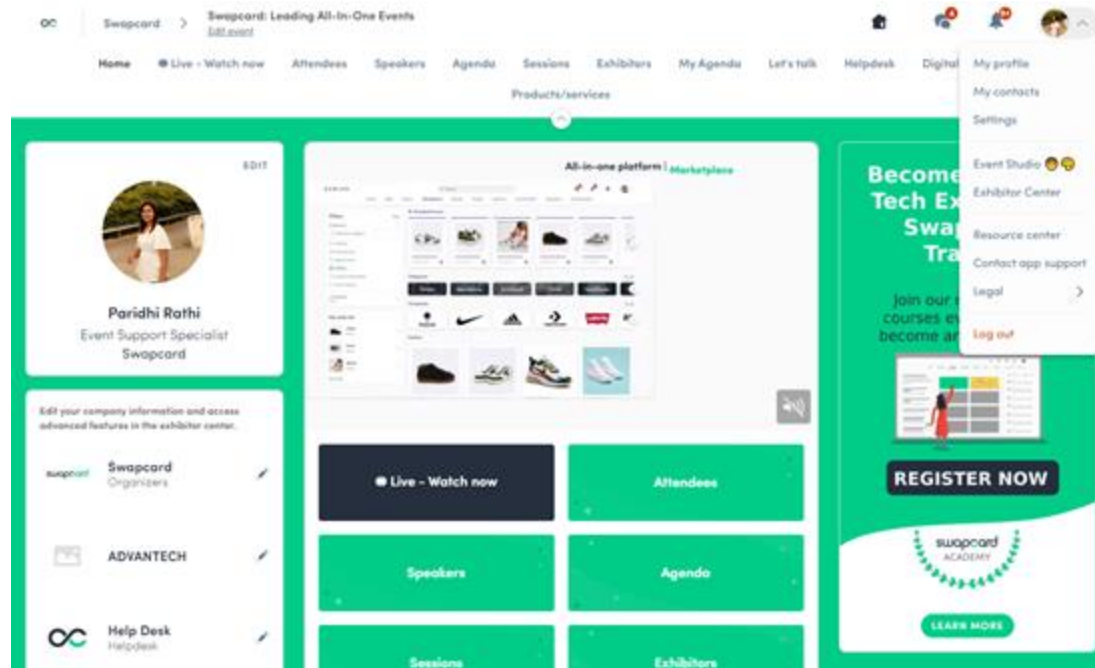 Swapcard
Swapcard: Leading All-In-One Events
Edit event
Home
Live - Watch now
Attendees
Speakers
Agenda
Sessions
Exhibitors
My Agenda
Let's talk
Helpdesk
Digital
Products/services
My profile
My contacts
Settings
Event Studio
Exhibitor Center
Resource center
Contact app support
Legal
Log out
EDIT
Paridhi Rathi
Event Support Specialist
Swapcard
Edit your company information and access
advanced features in the exhibitor center.
swapcard
Swapcard
Organizers
ADVANTECH
Help Desk
Helpdesk
All-in-one platform | Marketplace
Live - Watch now
Attendees
Speakers
Agenda
Sessions
Exhibitors
Become
Tech Ex
Swap
Tra
Join our
courses ev
become an
REGISTER NOW
swapcard
ACADEMY
LEARN MORE